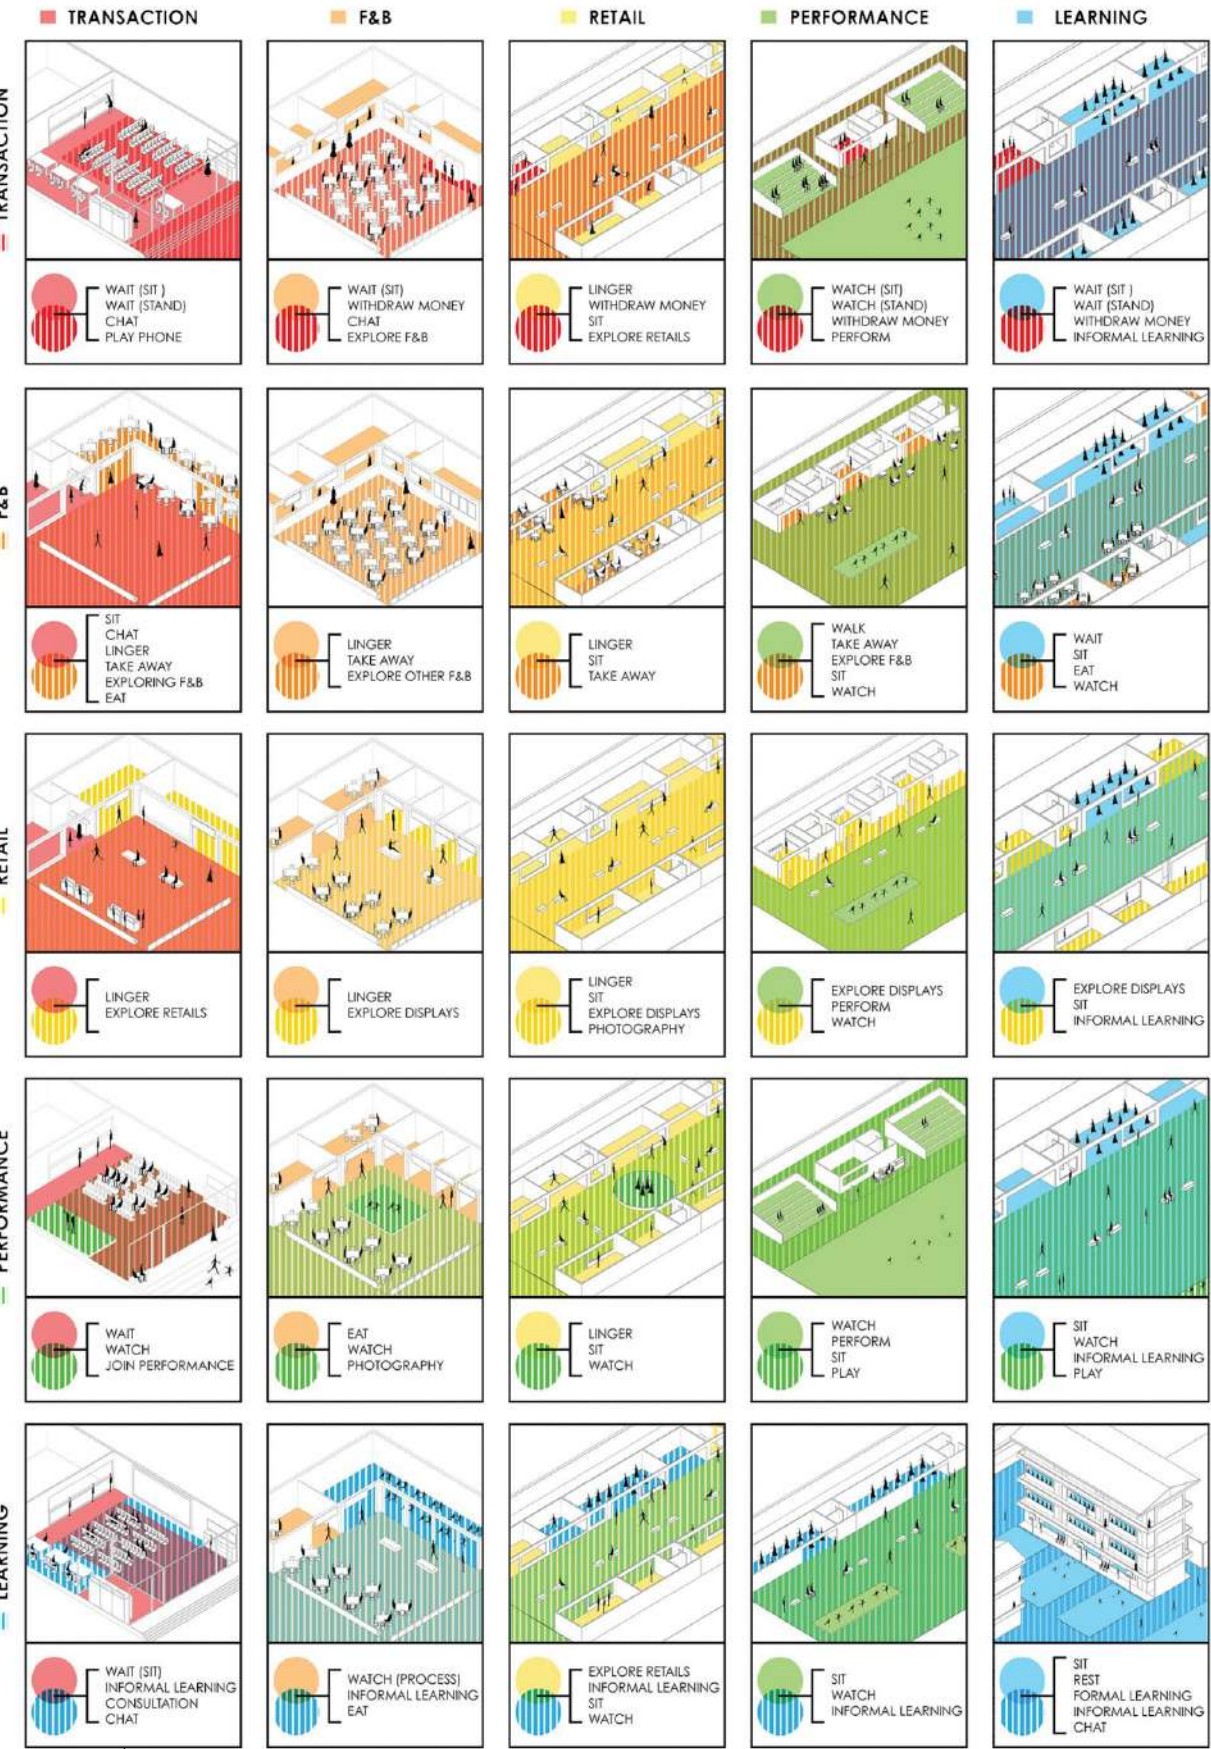 TRANSACTION
F&B
RETAIL
PERFORMANCE
LEARNING
TRANSACTION
WAIT (SIT )
WAIT (STAND)
CHAT
PLAY PHONE
WAIT (SIT)
WITHDRAW MONEY
CHAT
EXPLORE F&B
LINGER
WITHDRAW MONEY
SIT
EXPLORE RETAILS
WATCH (SIT)
WATCH (STAND)
WITHDRAW MONEY
PERFORM
WAIT (SIT )
WAIT (STAND)
WITHDRAW MONEY
INFORMAL LEARNING
F&B
SIT
CHAT
LINGER
TAKE AWAY
EXPLORING F&B
EAT
LINGER
TAKE AWAY
EXPLORE OTHER F&B
LINGER
SIT
TAKE AWAY
WALK
TAKE AWAY
EXPLORE F&B
SIT
WATCH
WAIT
SIT
EAT
WATCH
RETAIL
LINGER
EXPLORE RETAILS
LINGER
EXPLORE DISPLAYS
LINGER
SIT
EXPLORE DISPLAYS
PHOTOGRAPHY
EXPLORE DISPLAYS
PERFORM
WATCH
EXPLORE DISPLAYS
SIT
INFORMAL LEARNING
PERFORMANCE
WAIT
WATCH
JOIN PERFORMANCE
EAT
WATCH
PHOTOGRAPHY
LINGER
SIT
WATCH
WATCH
PERFORM
SIT
PLAY
SIT
WATCH
INFORMAL LEARNING
PLAY
LEARNING
WAIT (SIT)
INFORMAL LEARNING
CONSULTATION
CHAT
WATCH (PROCESS)
INFORMAL LEARNING
EAT
EXPLORE RETAILS
INFORMAL LEARNING
SIT
WATCH
SIT
WATCH
INFORMAL LEARNING
SIT
REST
FORMAL LEARNING
INFORMAL LEARNING
CHAT